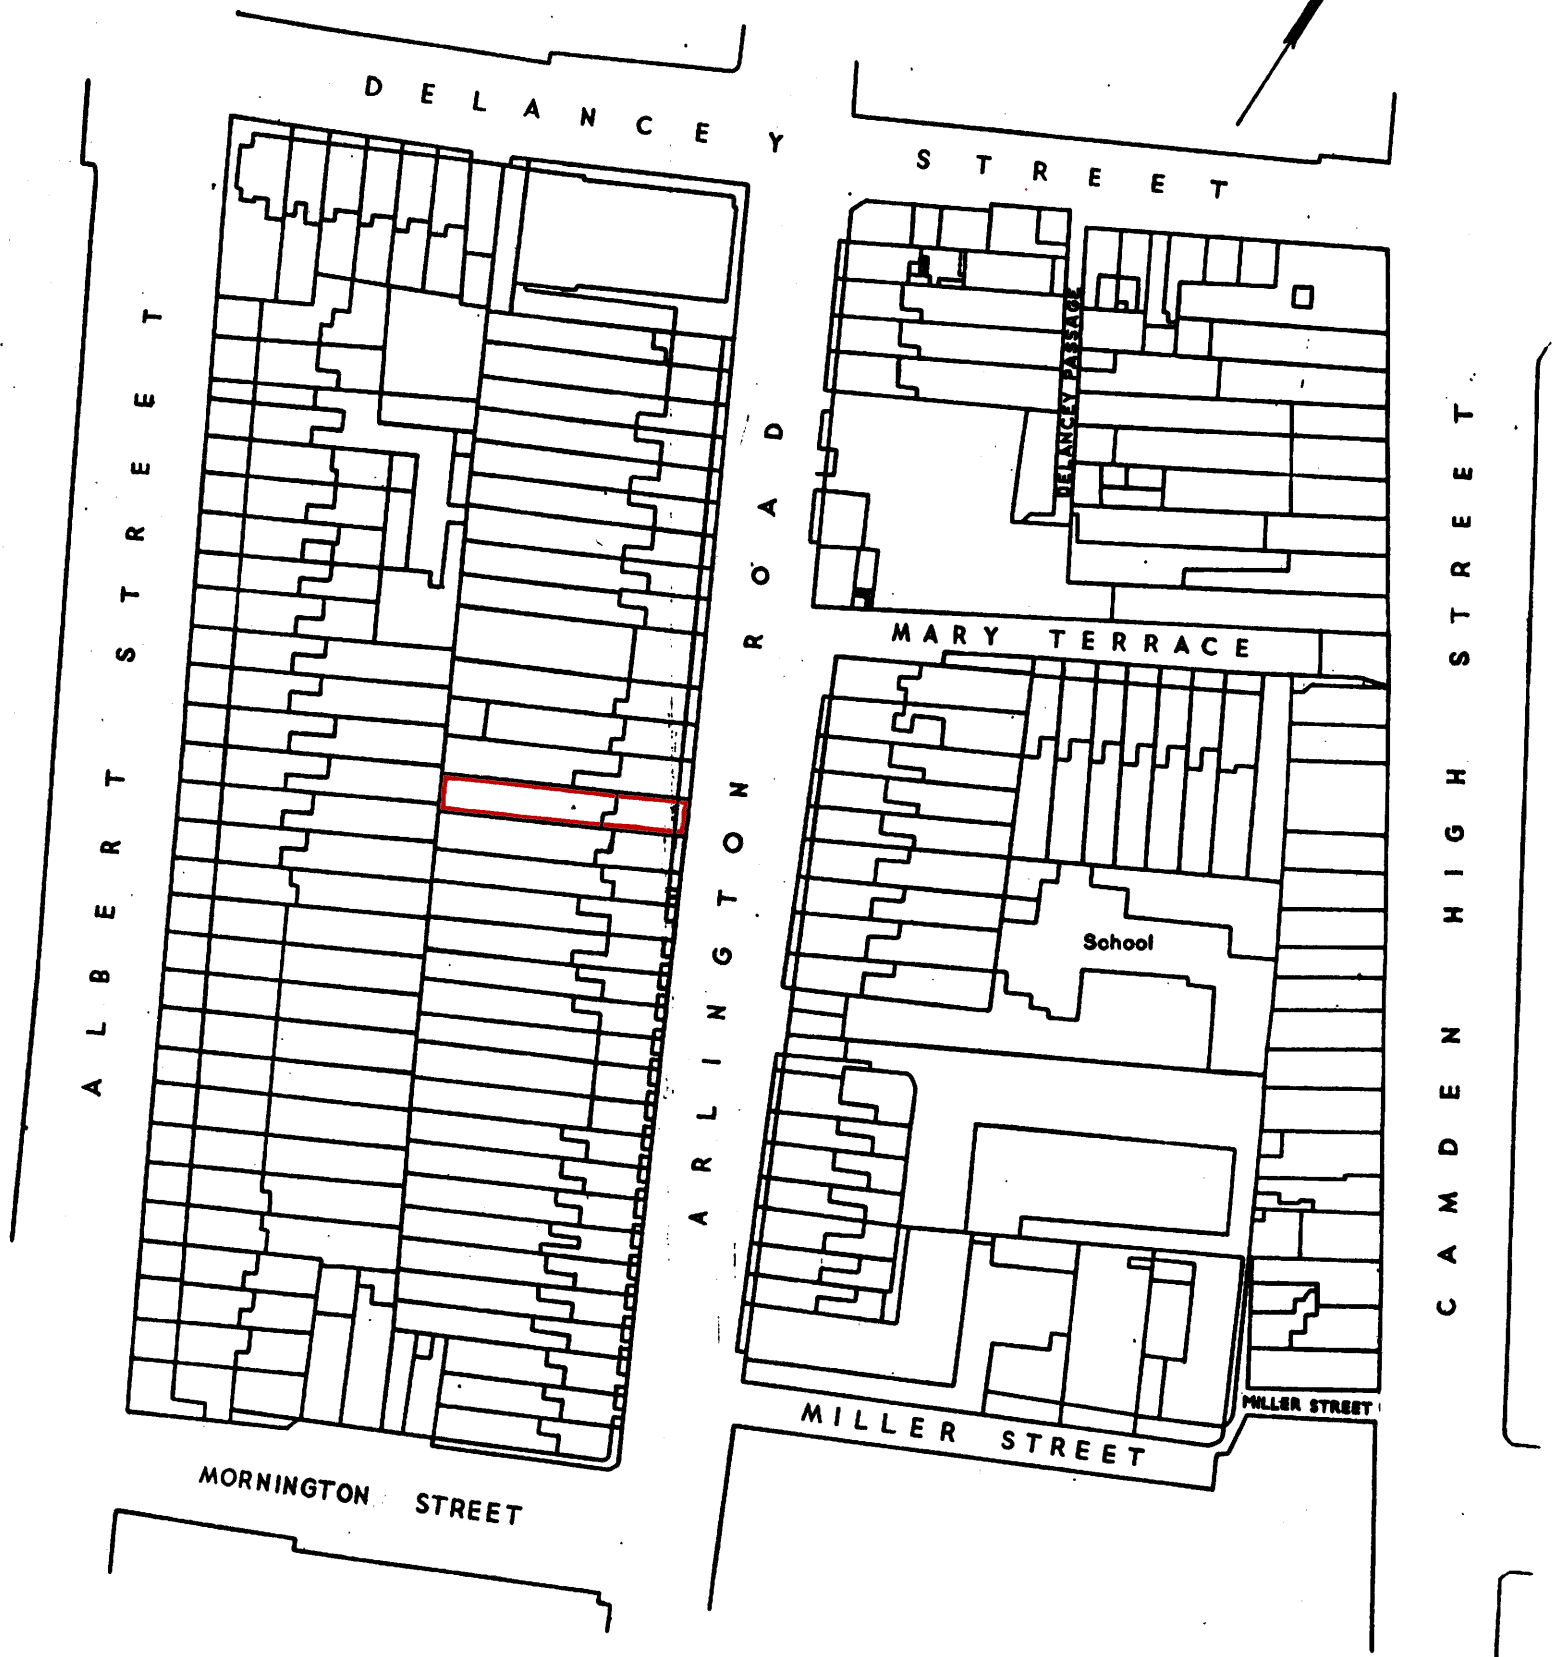 DELANCEY STREET
ALBERT STREET
ARLINGTON ROAD
DELANCEY PASSAGE
MARY TERRACE
CAMDEN HIGH STREET
School
MILLER STREET
MILLER STREET
MORNINGTON STREET